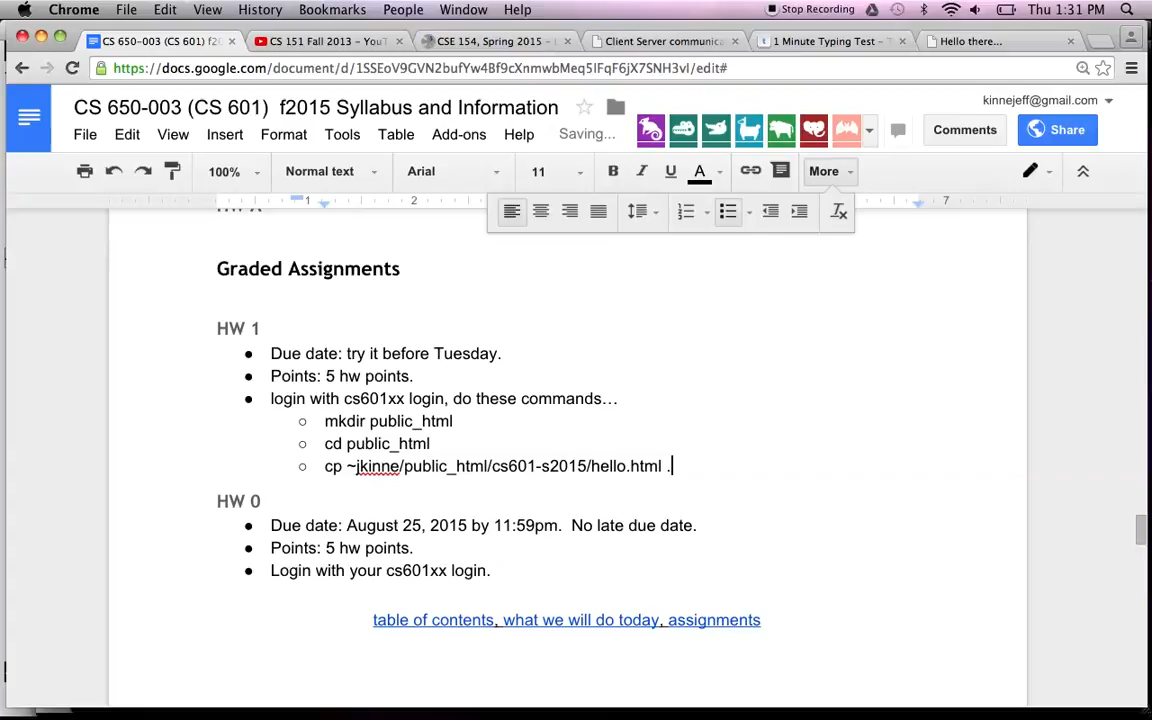 Chrome File Edit View History Bookmarks People Window Help Stop Recording Thu 1:31 PM
CS 650-003 (CS 601) f2 CS 151 Fall 2013 - YouT CSE 154, Spring 2015 - Client Server communica 1 Minute Typing Test - T Hello there...
https://docs.google.com/document/d/1SSEoV9GVN2bufYw4Bf9cXnmwbMeq5IFqF6jX7SNH3vI/edit#
CS 650-003 (CS 601) f2015 Syllabus and Information kinnejeff@gmail.com
File Edit View Insert Format Tools Table Add-ons Help Saving... Comments Share
100% Normal text Arial 11 B I U A More
1 2 7
HW X
Graded Assignments
HW 1
● Due date: try it before Tuesday.
● Points: 5 hw points.
● login with cs601xx login, do these commands…
○ mkdir public_html
○ cd public_html
○ cp ~jkinne/public_html/cs601-s2015/hello.html .
HW 0
● Due date: August 25, 2015 by 11:59pm. No late due date.
● Points: 5 hw points.
● Login with your cs601xx login.
table of contents, what we will do today, assignments